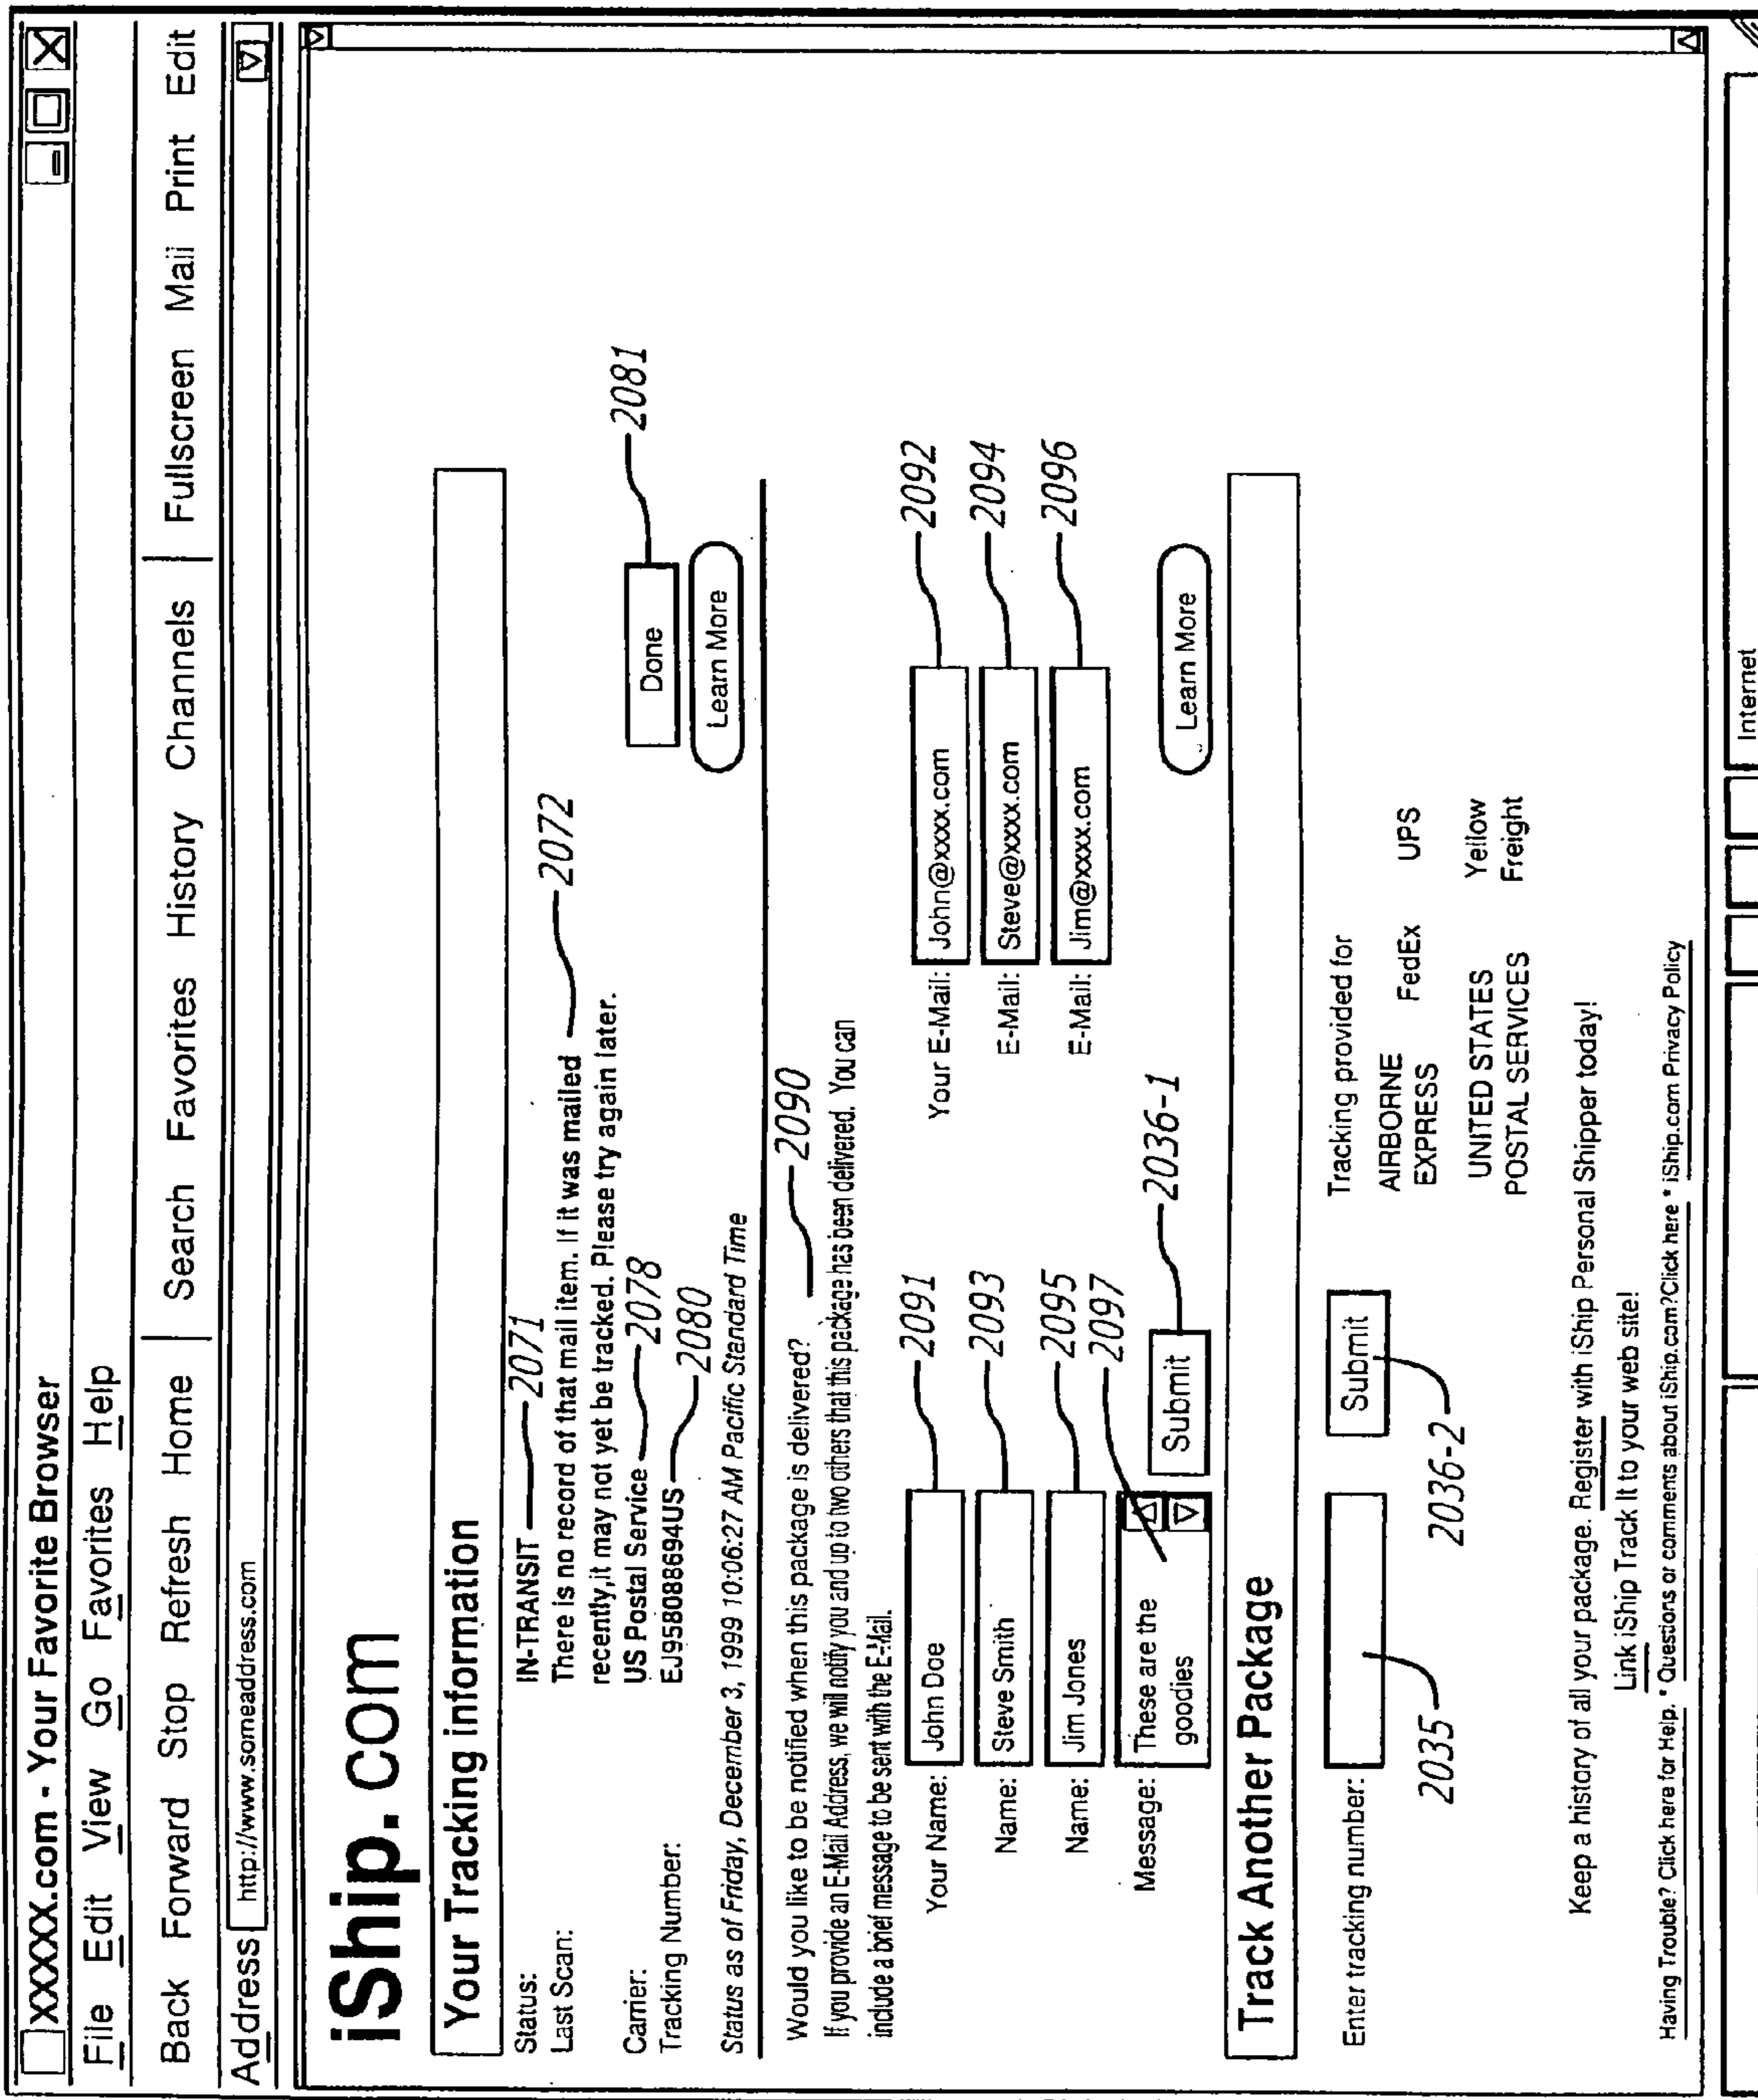 XXXXX.com - Your Favorite Browser
File Edit View Go Favorites Help
Back Forward Stop Refresh Home | Search Favorites History Channels | Fullscreen Mail Print Edit
Address http://www.someaddress.com
iShip.com
Your Tracking information
Status: IN-TRANSIT 2071
Last Scan: There is no record of that mail item. If it was mailed 2072
recently,it may not yet be tracked. Please try again later.
Carrier: US Postal Service 2078
Done 2081
Tracking Number: EJ958088694US 2080
Learn More
Status as of Friday, December 3, 1999 10:06:27 AM Pacific Standard Time
Would you like to be notified when this package is delivered? 2090
If you provide an E-Mail Address, we will notify you and up to two others that this package has been delivered. You can
include a brief message to be sent with the E-Mail.
Your Name: John Doe 2091 Your E-Mail: John@xxxx.com 2092
Name: Steve Smith 2093 E-Mail: Steve@xxxx.com 2094
Name: Jim Jones 2095 E-Mail: Jim@xxxx.com 2096
2097
Message: These are the
goodies
Submit 2036-1 Learn More
Track Another Package
Enter tracking number: Submit
2035 2036-2
Tracking provided for
AIRBORNE
EXPRESS FedEx UPS
UNITED STATES
POSTAL SERVICES
Yellow
Freight
Keep a history of all your package. Register with iShip Personal Shipper today!
Link iShip Track It to your web site!
Having Trouble? Click here for Help. * Questions or comments about iShip.com?Click here * iShip.com Privacy Policy
Internet